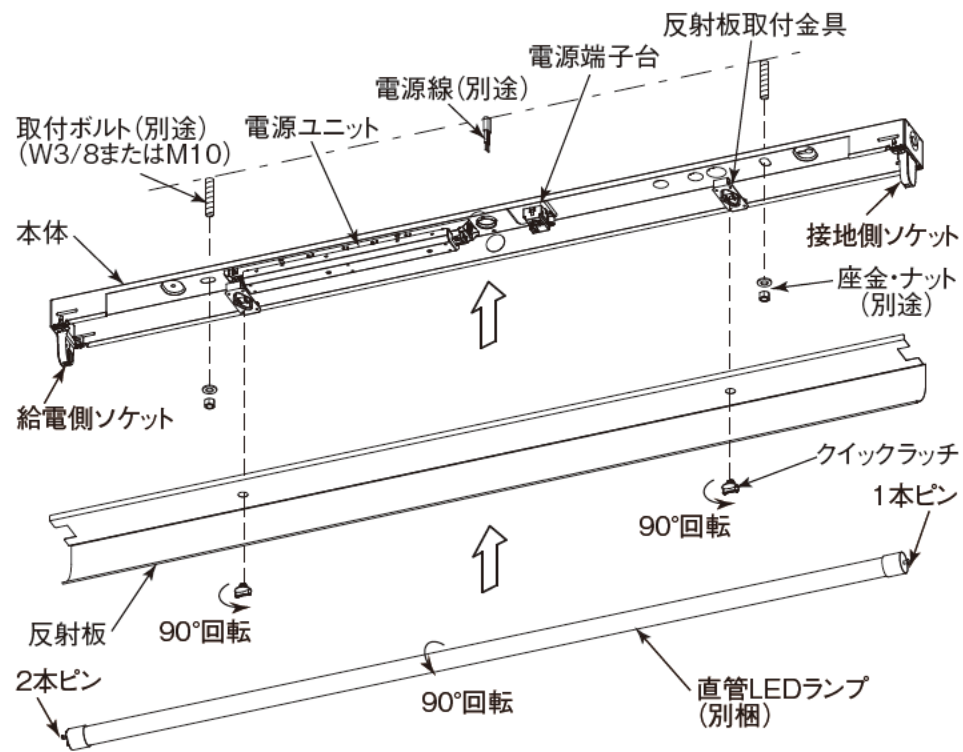 反射板取付金具
電源端子台
電源線(別途)
取付ボルト(別途)
(W3/8またはM10)
電源ユニット
本体
接地側ソケット
座金・ナット
(別途)
給電側ソケット
クイックラッチ
1本ピン
90°回転
90°回転
反射板
2本ピン
90°回転
直管LEDランプ
(別梱)